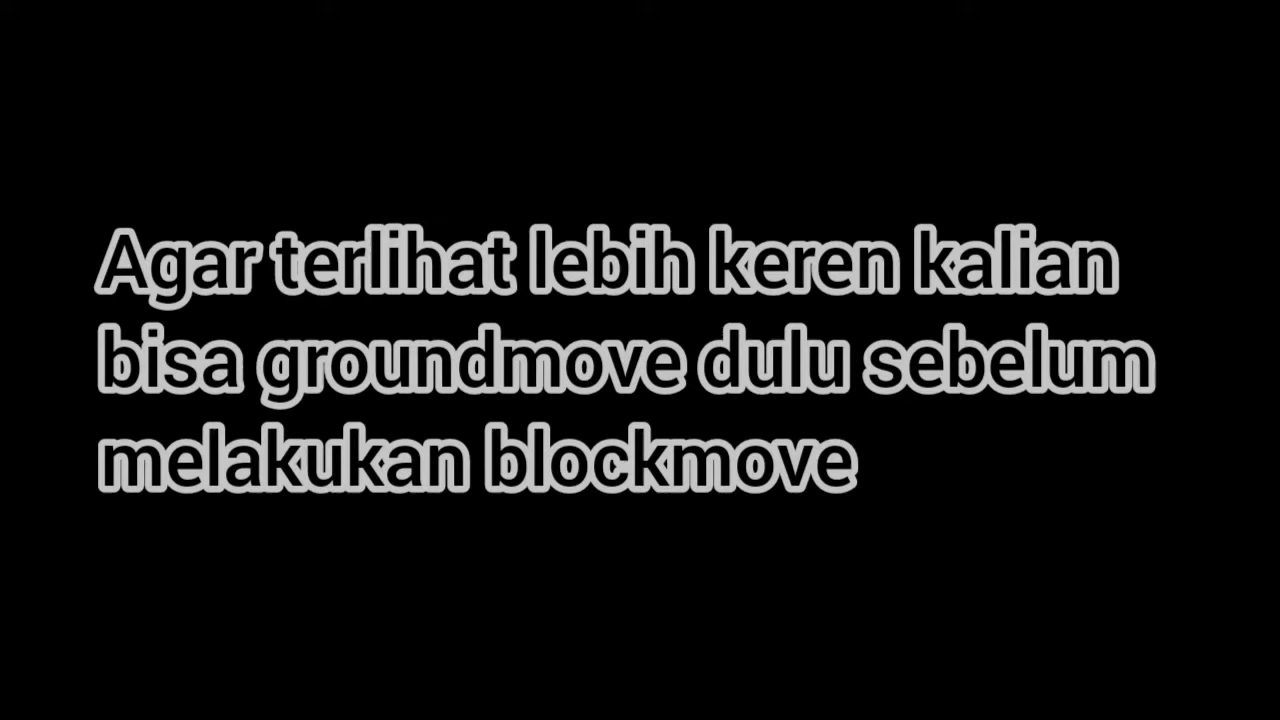 Agar terlihat lebih keren kalian
bisa groundmove dulu sebelum
melakukan blockmove